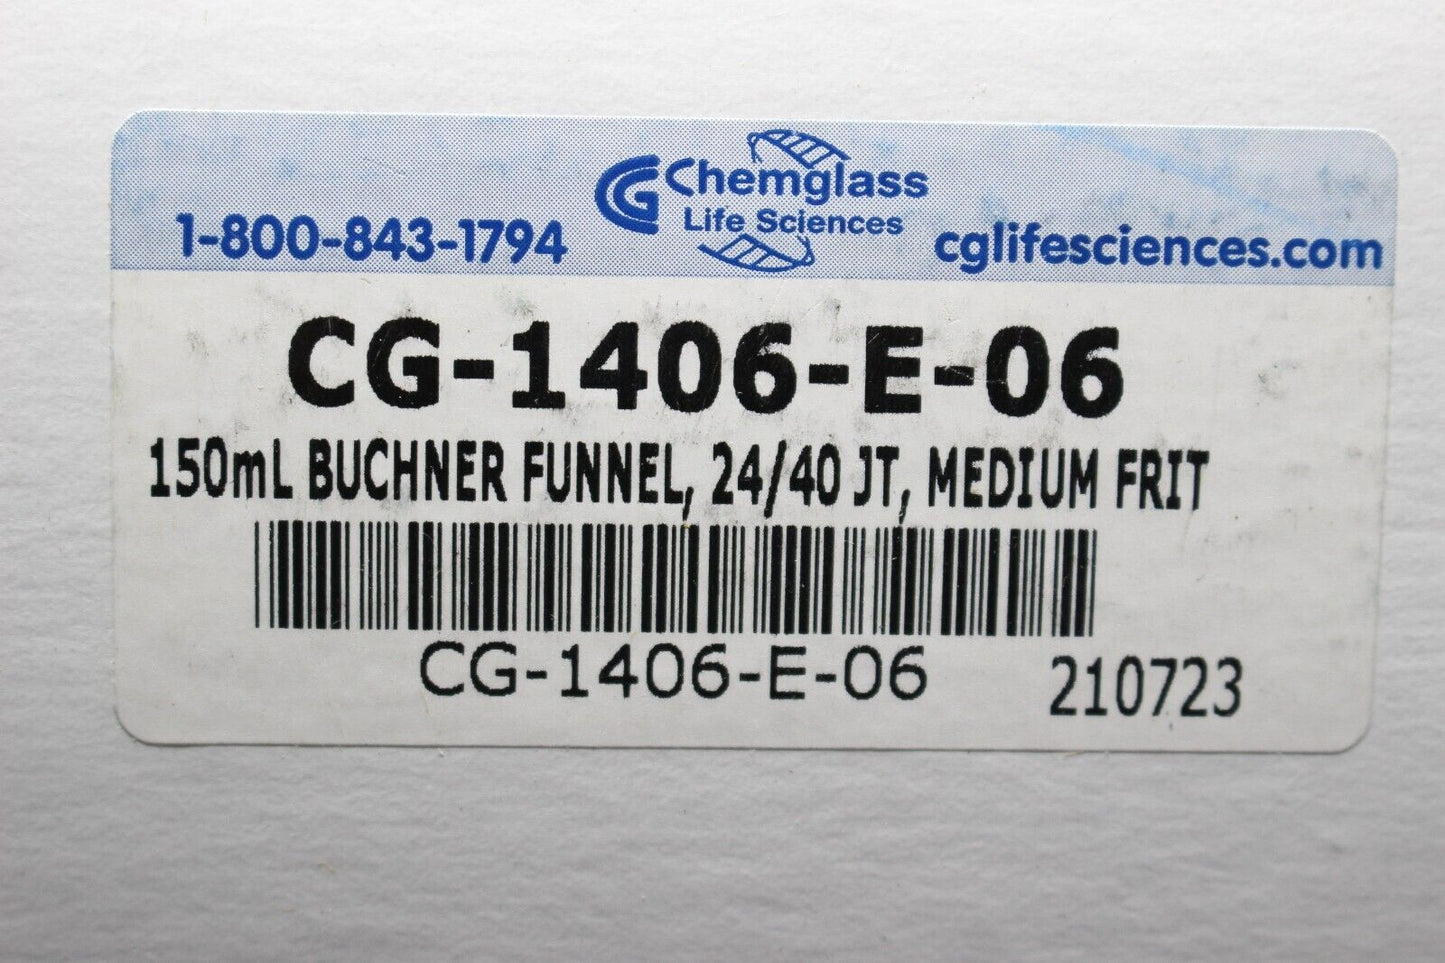 CG Chemglass
Life Sciences
1-800-843-1794
cglifesciences.com
CG-1406-E-06
150mL BUCHNER FUNNEL, 24/40 JT, MEDIUM FRIT
CG-1406-E-06
210723